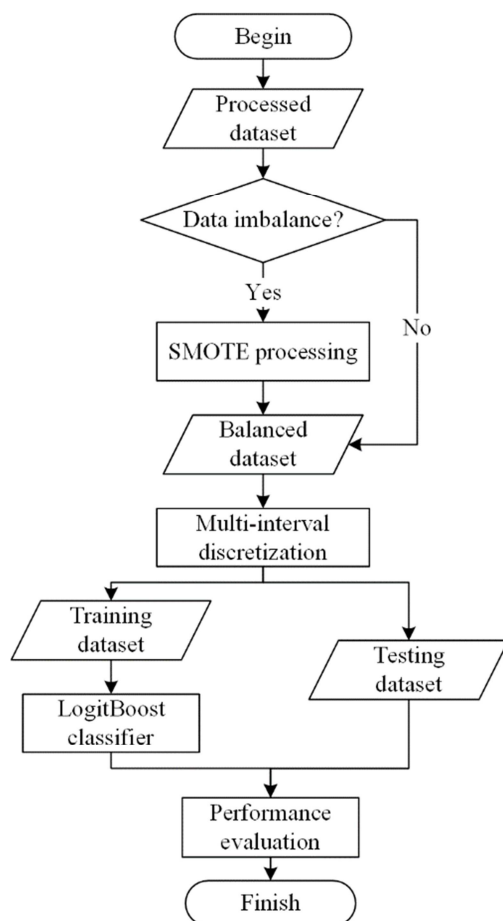 Begin
Processed
dataset
Data imbalance?
Yes
No
SMOTE processing
Balanced
dataset
Multi-interval
discretization
Training
dataset
Testing
dataset
LogitBoost
classifier
Performance
evaluation
Finish